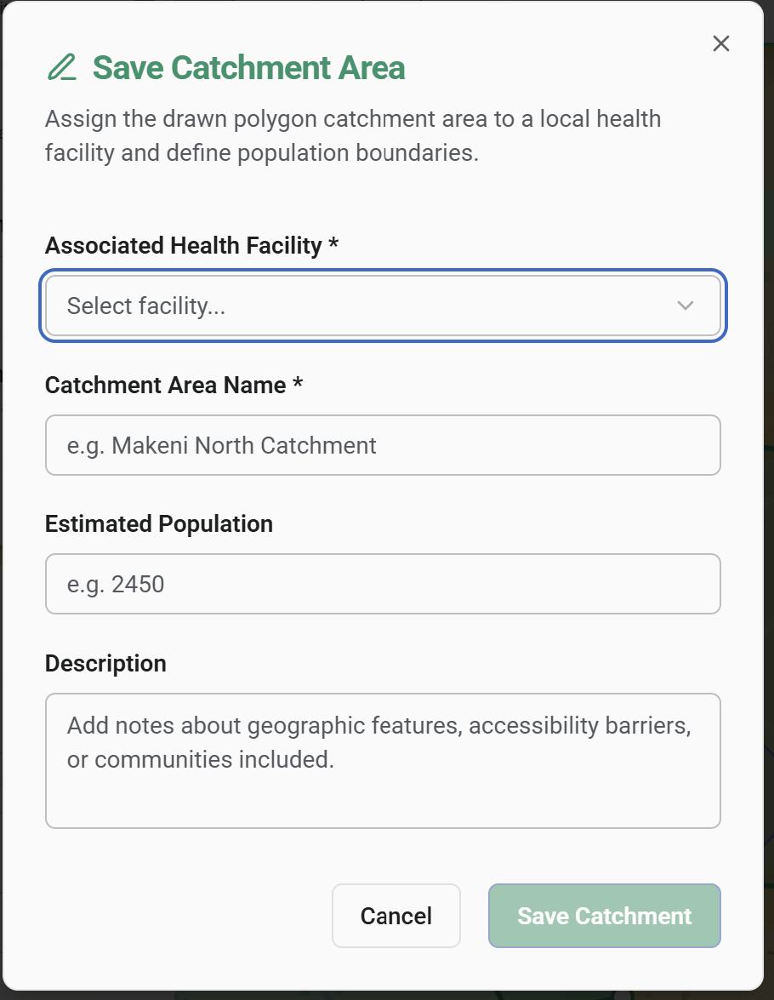 Save Catchment Area
Assign the drawn polygon catchment area to a local health
facility and define population boundaries.
Associated Health Facility *
Select facility...
Catchment Area Name *
e.g. Makeni North Catchment
Estimated Population
e.g. 2450
Description
Add notes about geographic features, accessibility barriers,
or communities included.
Cancel
Save Catchment